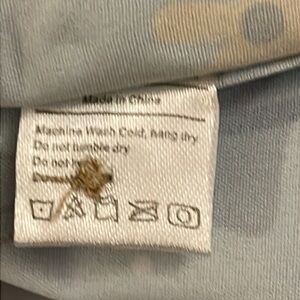 Made in China
Machine Wash Cold, hang dry
Do not tumble dry
Do not